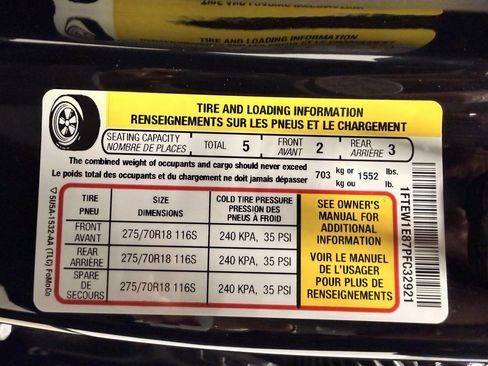 TIRE AND LOADING INFORMATION
RENSEIGNEMENTS SUR LES PNEUS ET LE CHARGEMENT
SEATING CAPACITY
NOMBRE DE PLACES
TOTAL 5
FRONT
AVANT 2
REAR
ARRIÈRE 3
The combined weight of occupants and cargo should never exceed
Le poids total des occupants et du chargement ne doit jamais dépasser
703 kg or
kg ou
1552 lbs.
lb.
TIRE
PNEU
SIZE
DIMENSIONS
COLD TIRE PRESSURE
PRESSION DES
PNEUS A FROID
FRONT
AVANT
275/70R18 116S
240 KPA, 35 PSI
REAR
ARRIÈRE
275/70R18 116S
240 KPA, 35 PSI
SPARE
DE SECOURS
275/70R18 116S
240 KPA, 35 PSI
SEE OWNER'S
MANUAL FOR
ADDITIONAL
INFORMATION
VOIR LE MANUEL
DE L'USAGER
POUR PLUS DE
RENSEIGNEMENTS
5U5A-1532-AA (TLC) FoMoCo
1FTEW1E87PFC32921
TIRE AND LOADING INFORMATION